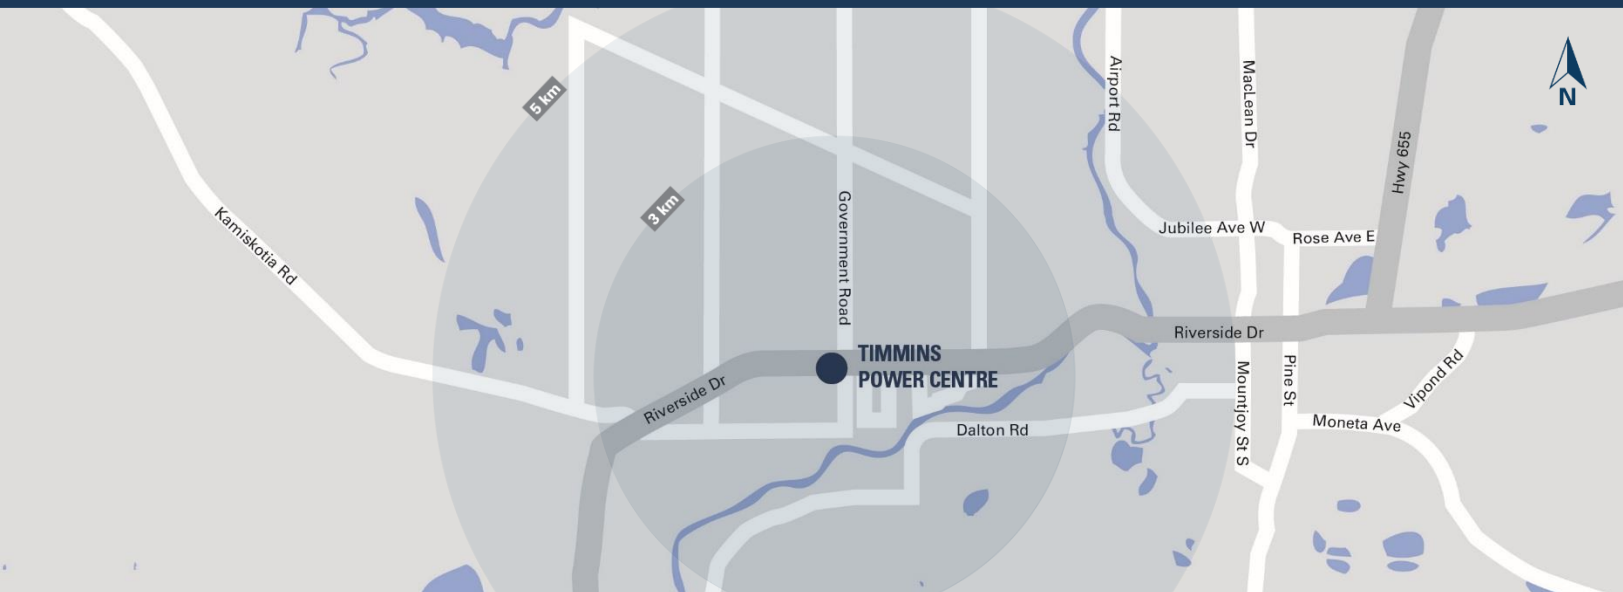 N
5 km
Airport Rd
MacLean Dr
Hwy 655
3 km
Kamiskotia Rd
Government Road
Jubilee Ave W
Rose Ave E
Riverside Dr
TIMMINS
POWER CENTRE
Riverside Dr
Mountjoy St S
Pine St
Vipond Rd
Dalton Rd
Moneta Ave